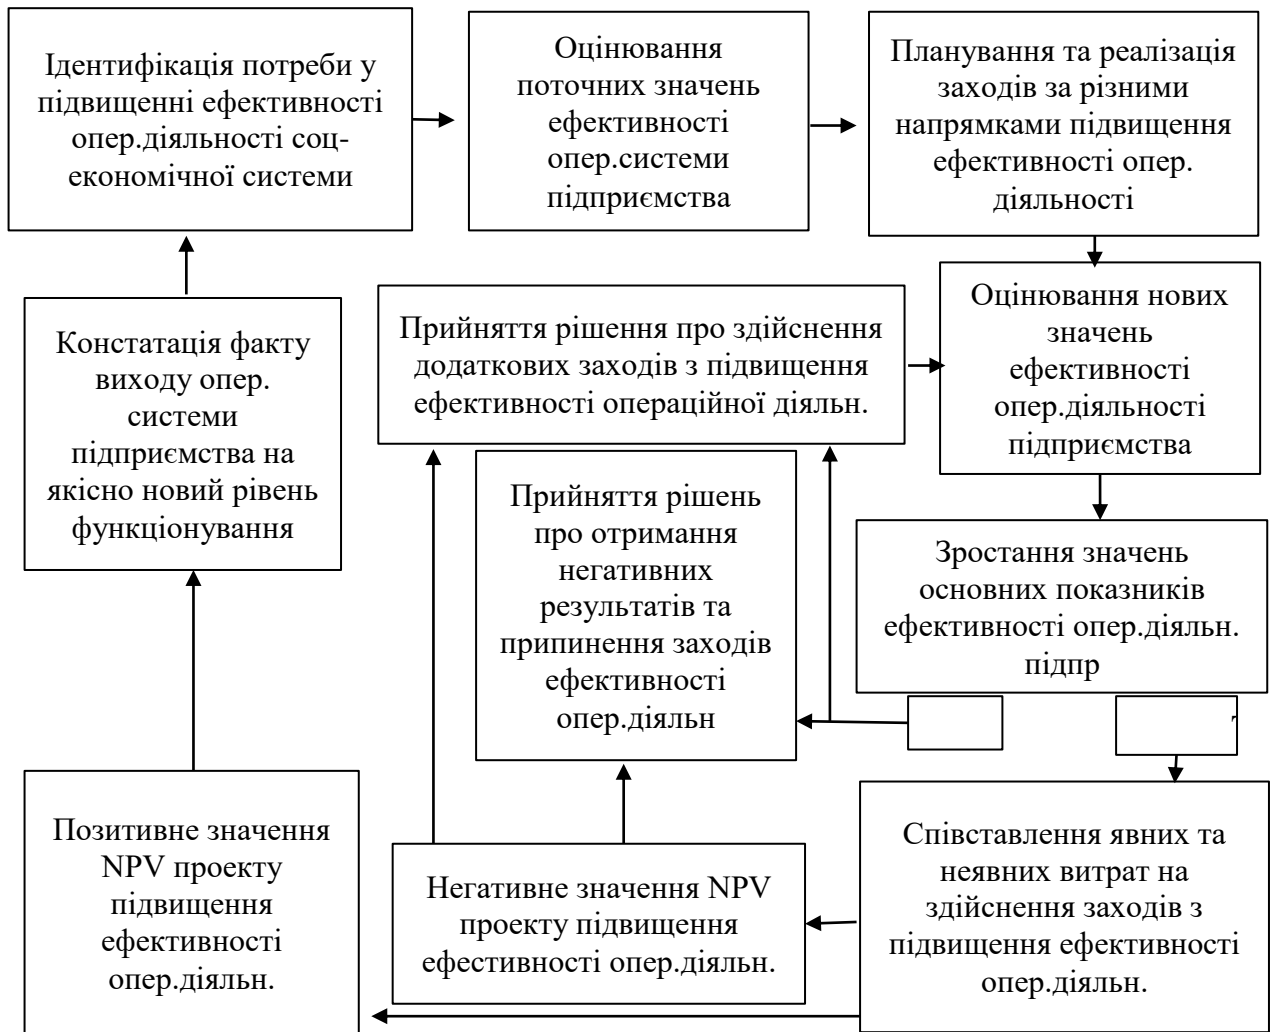 Ідентифікація потреби у
підвищенні ефективності
опер.діяльності соц-
економічної системи
Оцінювання
поточних значень
ефективності
опер.системи
підприємства
Планування та реалізація
заходів за різними
напрямками підвищення
ефективності опер.
діяльності
Констатація факту
виходу опер.
системи
підприємства на
якісно новий рівень
функціонування
Прийняття рішення про здійснення
додаткових заходів з підвищення
ефективності операційної діяльн.
Оцінювання нових
значень
ефективності
опер.діяльності
підприємства
Прийняття рішень
про отримання
негативних
результатів та
припинення заходів
ефективності
опер.діяльн
Зростання значень
основних показників
ефективності опер.діяльн.
підпр
Позитивне значення
NPV проекту
підвищення
ефективності
опер.діяльн.
Негативне значення NPV
проекту підвищення
ефестивності опер.діяльн.
Співставлення явних та
неявних витрат на
здійснення заходів з
підвищення ефективності
опер.діяльн.